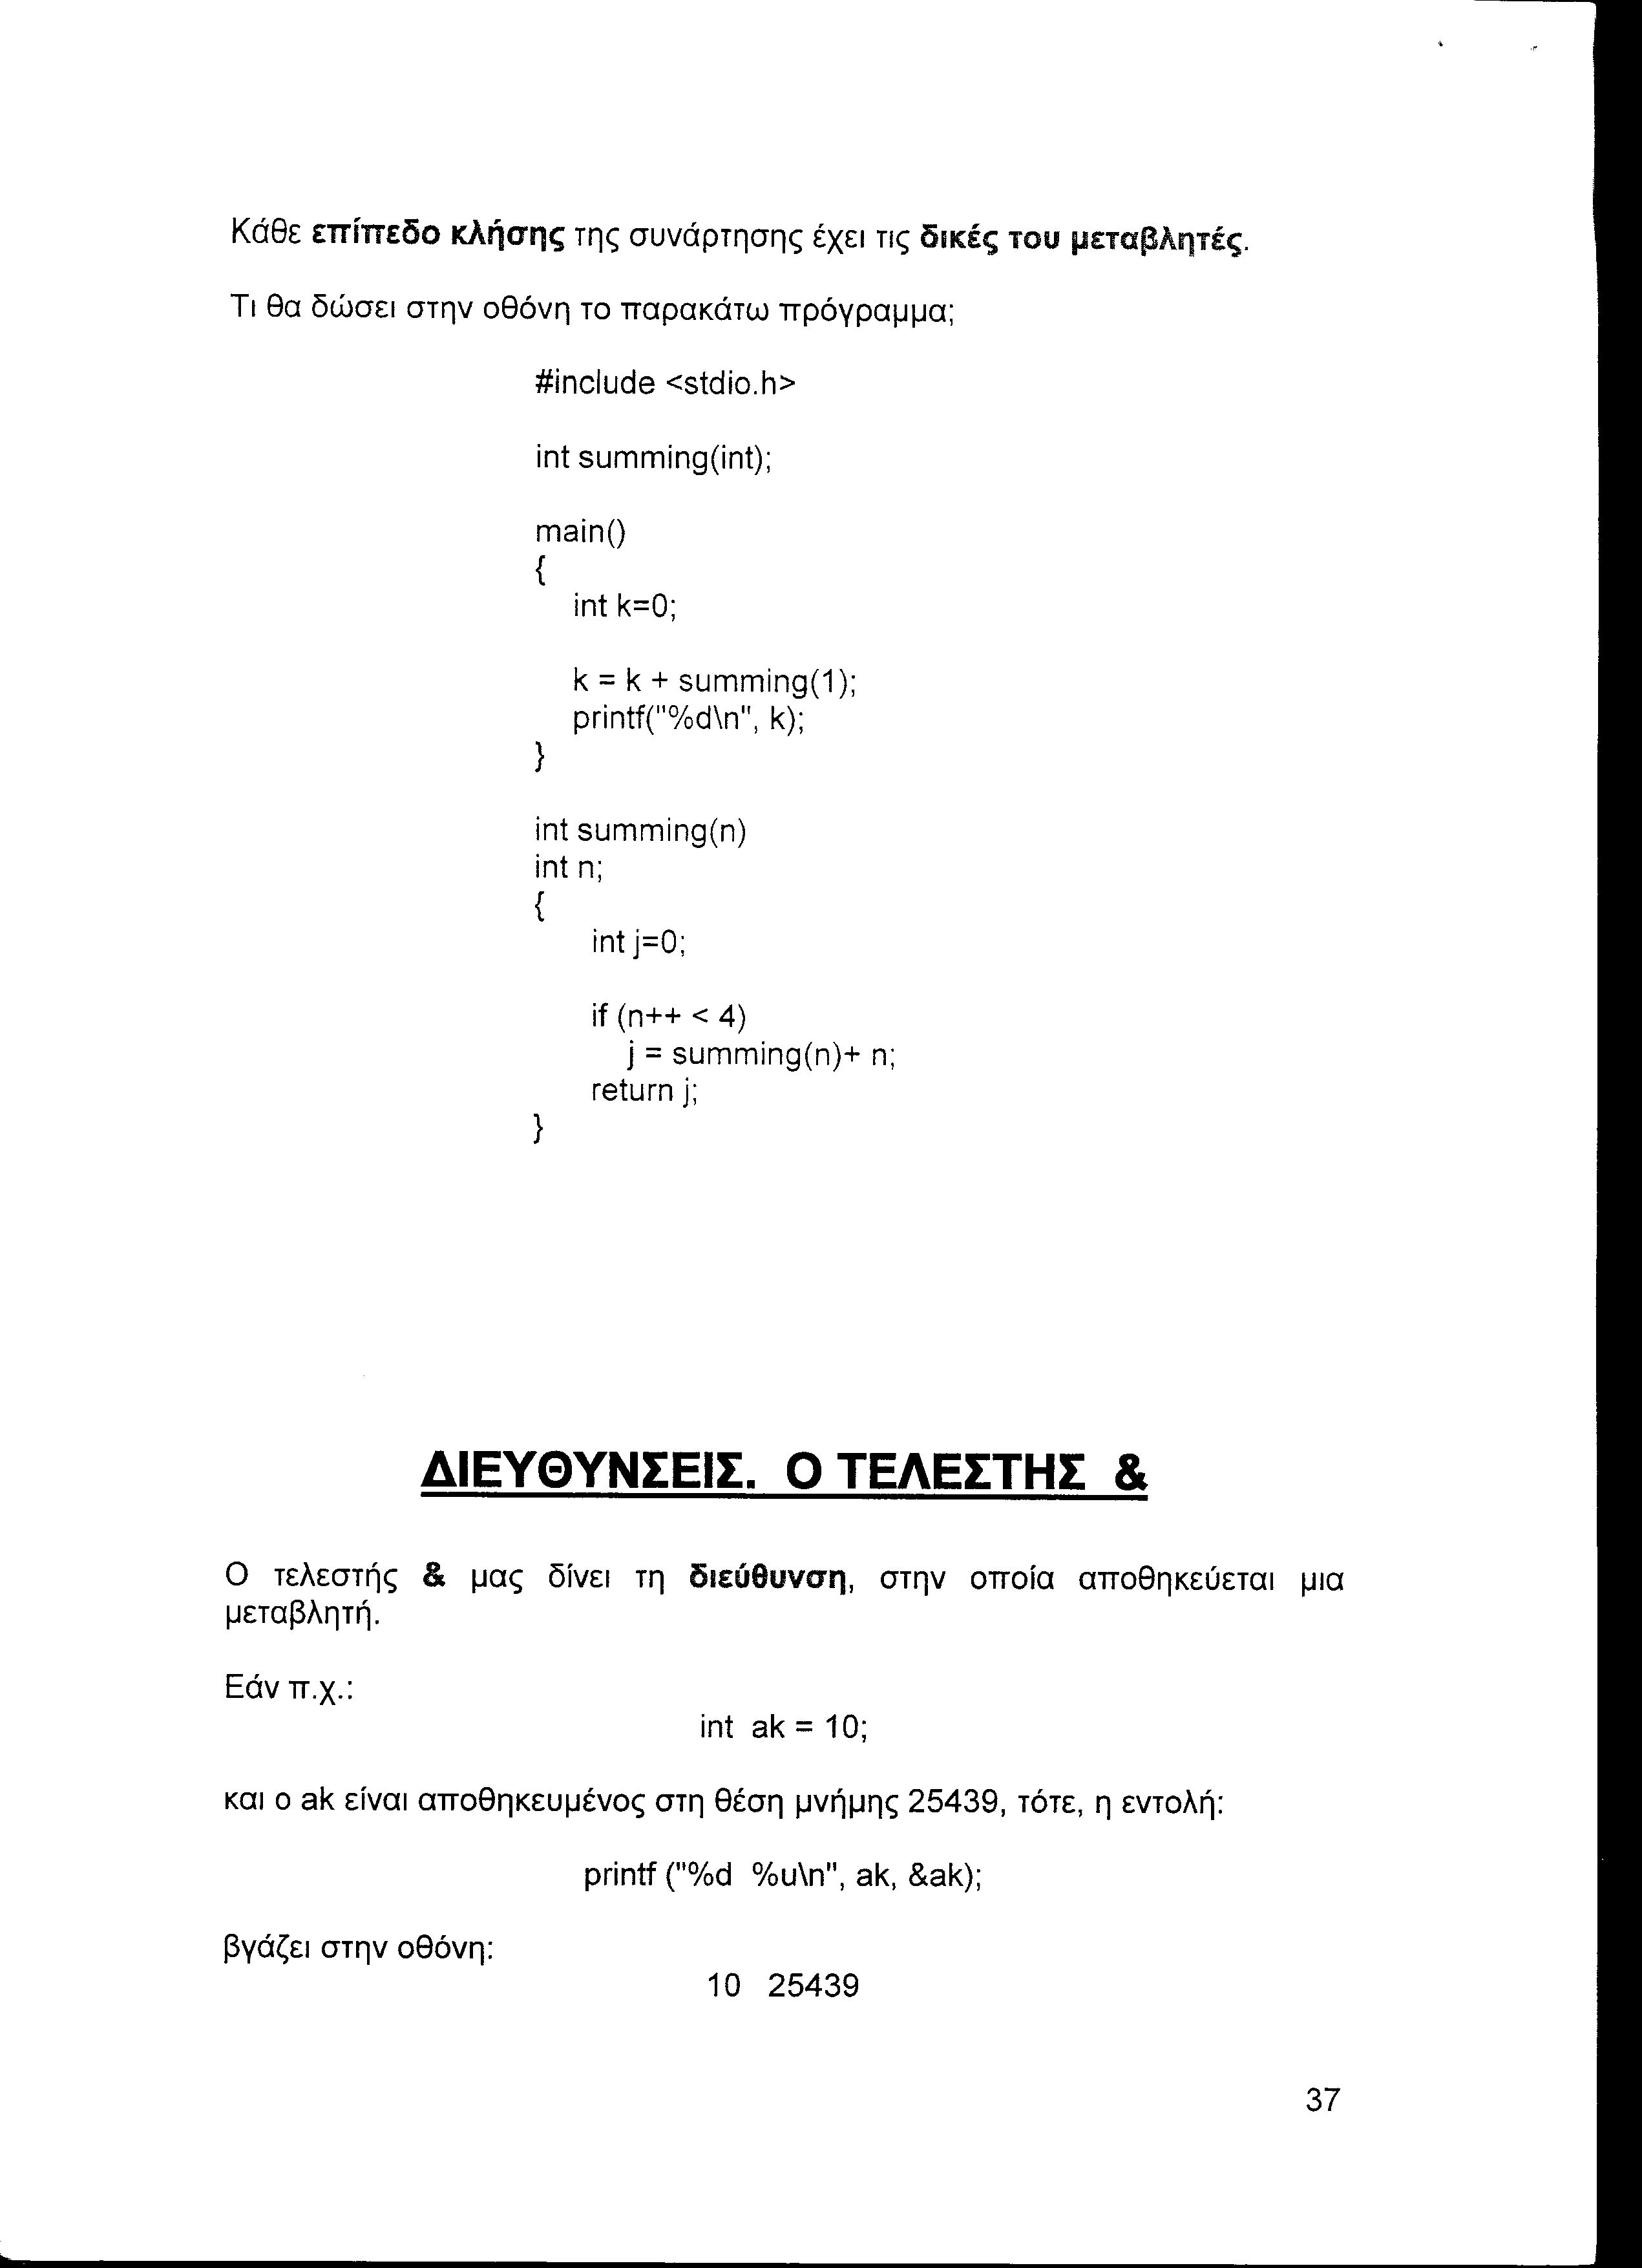 Κάθε επίπεδο κλήσης της συνάρτησης έχει τις δικές του μεταβλητές.
Τι θα δώσει στην οθόνη το παρακάτω πρόγραμμα;
#include <stdio.h>
int summing(int);
main()
{
int k=0;
k = k + summing(1);
printf("%d\n", k);
}
int summing(n)
int n;
{
int j=0;
if (n++ < 4)
j = summing(n)+ n;
return j;
}
ΔΙΕΥΘΥΝΣΕΙΣ. Ο ΤΕΛΕΣΤΗΣ &
Ο τελεστής & μας δίνει τη διεύθυνση, στην οποία αποθηκεύεται μια
μεταβλητή.
Εάν π.χ.:
int ak = 10;
και ο ak είναι αποθηκευμένος στη θέση μνήμης 25439, τότε, η εντολή:
printf ("%d %u\n", ak, &ak);
βγάζει στην οθόνη:
10 25439
37